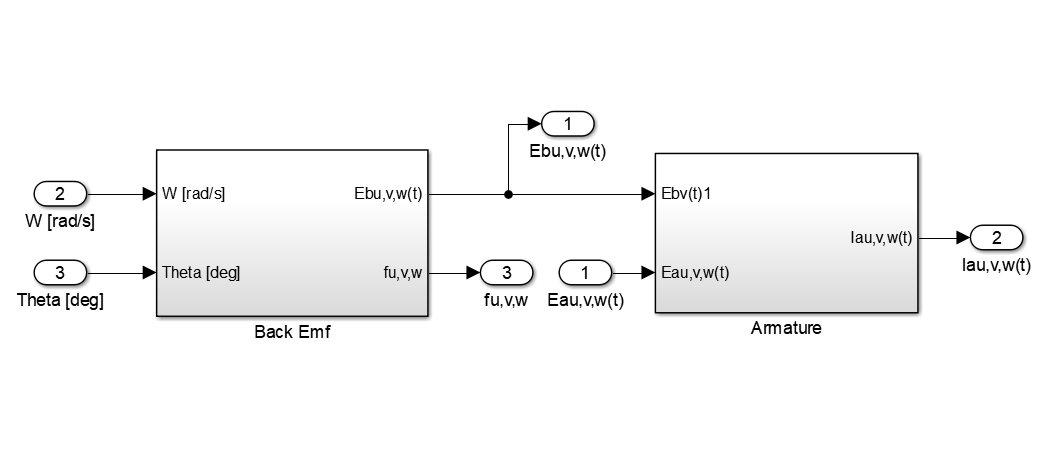 1
Ebu,v,w(t)
2
W [rad/s]
W [rad/s]
Ebu,v,w(t)
Ebv(t)1
Iau,v,w(t)
2
Iau,v,w(t)
3
Theta [deg]
Theta [deg]
fu,v,w
3
fu,v,w
1
Eau,v,w(t)
Eau,v,w(t)
Back Emf
Armature